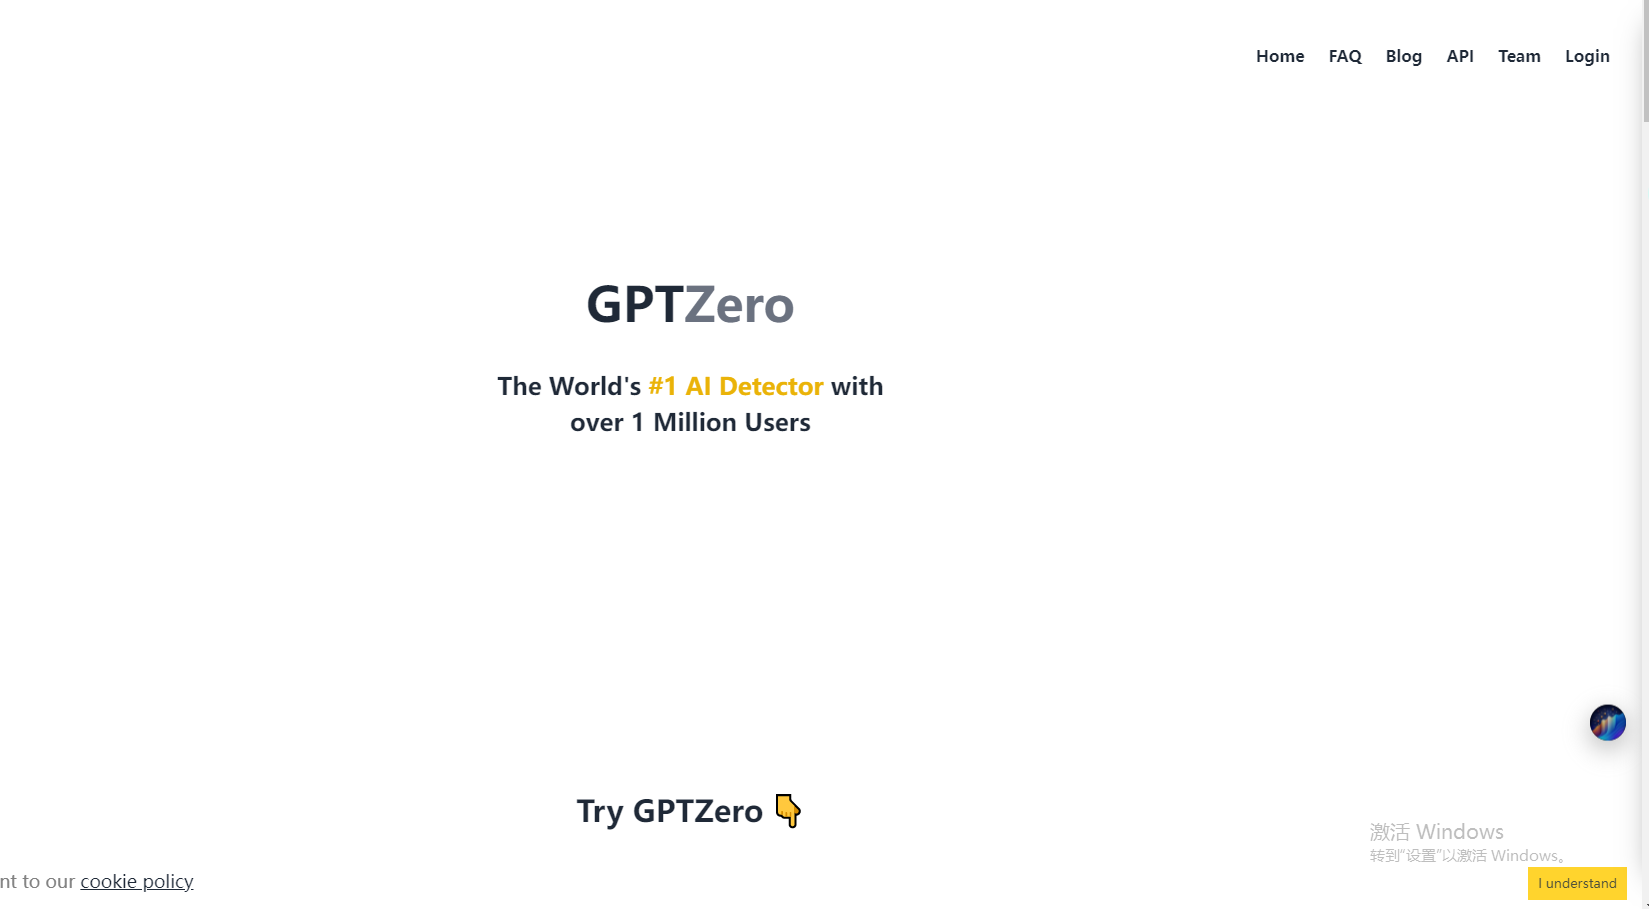 Home FAQ Blog API Team Login
GPTZero
The World's #1 AI Detector with
over 1 Million Users
Try GPTZero 👇
激活 Windows
转到“设置”以激活 Windows。
nt to our cookie policy
I understand